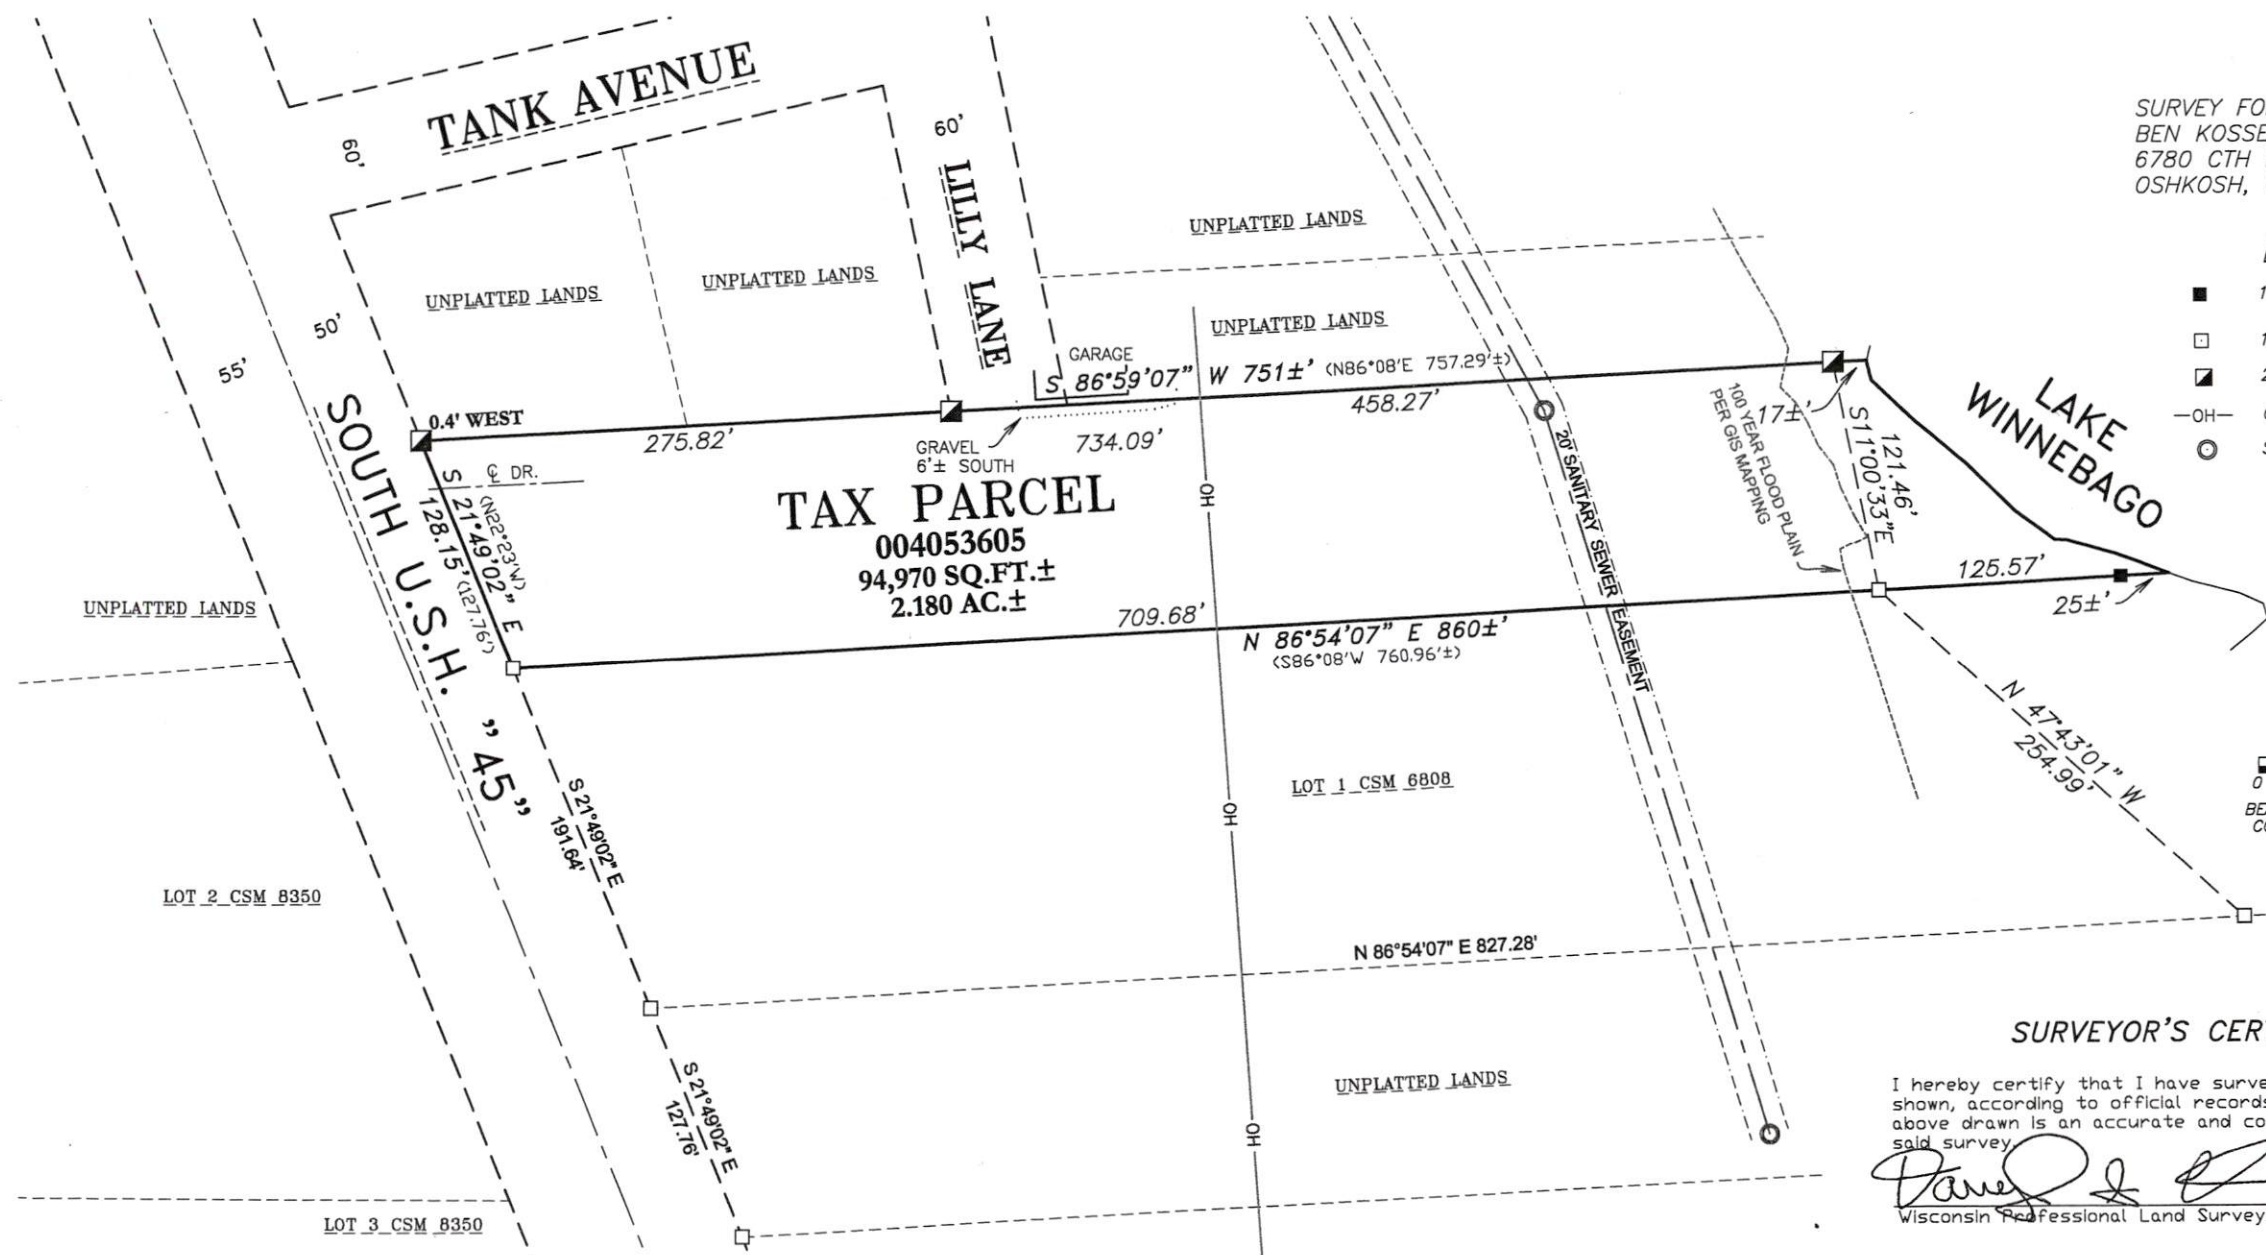 TANK AVENUE
60'
60'
LILLY LANE
SURVEY FO
BEN KOSSE
6780 CTH
OSHKOSH,
UNPLATTED LANDS
UNPLATTED LANDS
UNPLATTED LANDS
UNPLATTED LANDS
50'
55'
GARAGE
S 86°59'07" W 751±' (N86°08'E 757.29'±)
458.27'
0.4' WEST
275.82'
GRAVEL
6'± SOUTH
734.09'
℄ DR.
S 21°49'02" E
(N22°23'W)
128.15' (127.76')
SOUTH U.S.H. "45"
TAX PARCEL
004053605
94,970 SQ.FT.±
2.180 AC.±
OH
20' SANITARY SEWER EASEMENT
100 YEAR FLOOD PLAIN
PER GIS MAPPING
17±'
121.46'
S11°00'33"E
LAKE
WINNEBAGO
—OH—
125.57'
25±'
709.68'
N 86°54'07" E 860±'
(S86°08'W 760.96'±)
UNPLATTED LANDS
N 47°43'01" W
254.99'
S 21°49'02" E
191.64'
LOT 1 CSM 6808
OH
0
LOT 2 CSM 8350
N 86°54'07" E 827.28'
SURVEYOR'S CER
S 21°49'02" E
127.76'
UNPLATTED LANDS
OH
I hereby certify that I have surve
shown, according to official records
above drawn is an accurate and co
said survey.
Wisconsin Professional Land Survey
LOT 3 CSM 8350